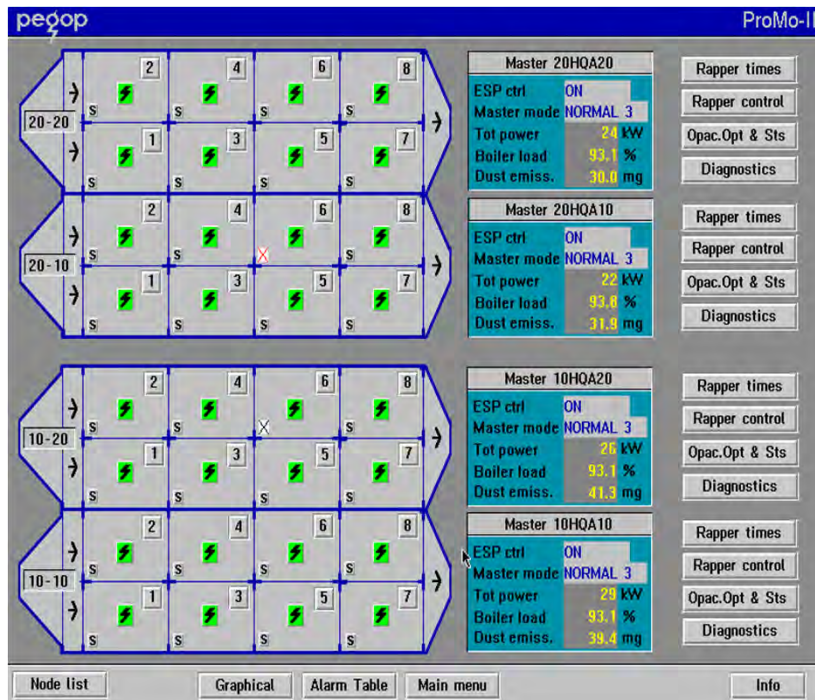 pegop ProMo-II
2 4 6 8
S S S S
20-20
1 3 5 7
S S S S
Master 20HQA20
ESP ctrl ON
Master mode NORMAL 3
Tot power 24 kW
Boiler load 93.1 %
Dust emiss. 30.0 mg
Rapper times
Rapper control
Opac.Opt & Sts
Diagnostics
2 4 6 8
S S X S
20-10
1 3 5 7
S S S S
Master 20HQA10
ESP ctrl ON
Master mode NORMAL 3
Tot power 22 kW
Boiler load 93.8 %
Dust emiss. 31.9 mg
Rapper times
Rapper control
Opac.Opt & Sts
Diagnostics
2 4 6 8
S S X S
10-20
1 3 5 7
S S S S
Master 10HQA20
ESP ctrl ON
Master mode NORMAL 3
Tot power 26 kW
Boiler load 93.1 %
Dust emiss. 41.3 mg
Rapper times
Rapper control
Opac.Opt & Sts
Diagnostics
2 4 6 8
S S S S
10-10
1 3 5 7
S S S S
Master 10HQA10
ESP ctrl ON
Master mode NORMAL 3
Tot power 29 kW
Boiler load 93.1 %
Dust emiss. 39.4 mg
Rapper times
Rapper control
Opac.Opt & Sts
Diagnostics
Node list Graphical Alarm Table Main menu Info